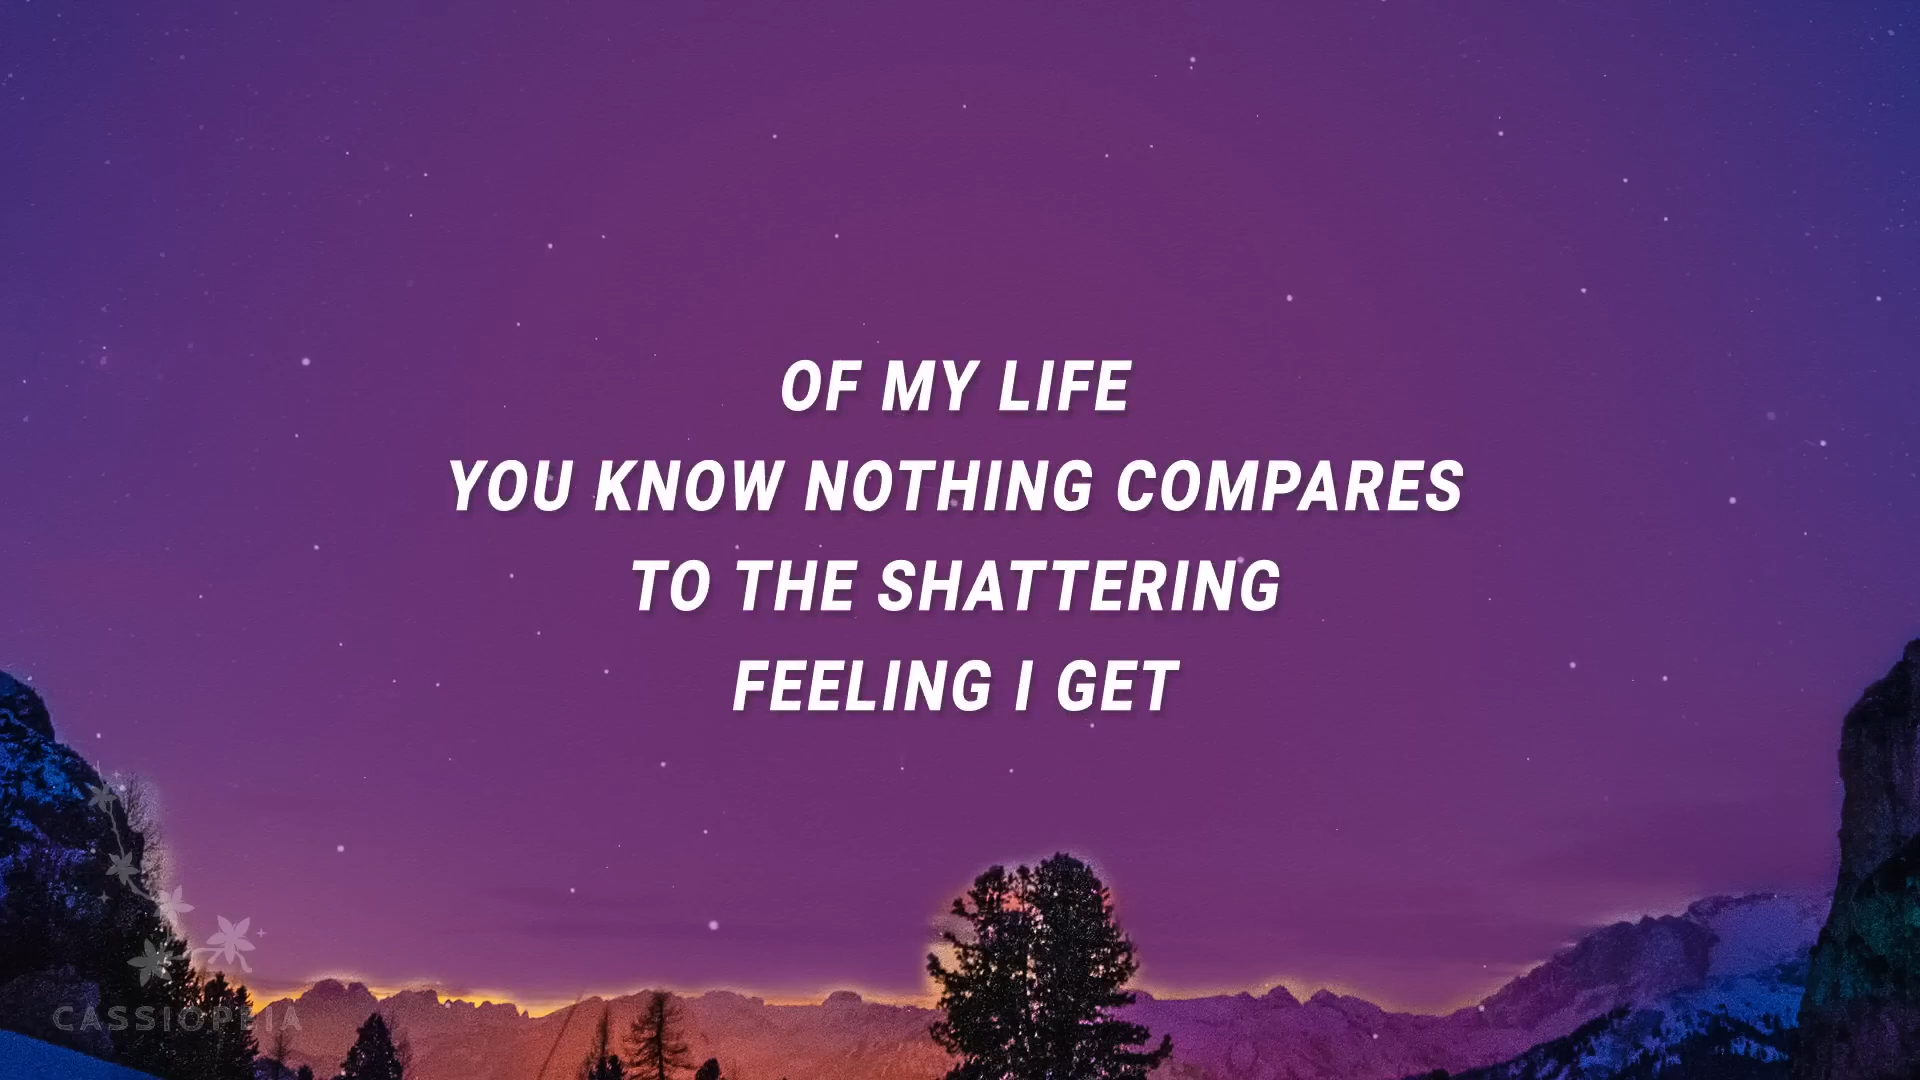 OF MY LIFE
YOU KNOW NOTHING COMPARES
TO THE SHATTERING
FEELING I GET
CASSIOPEIA